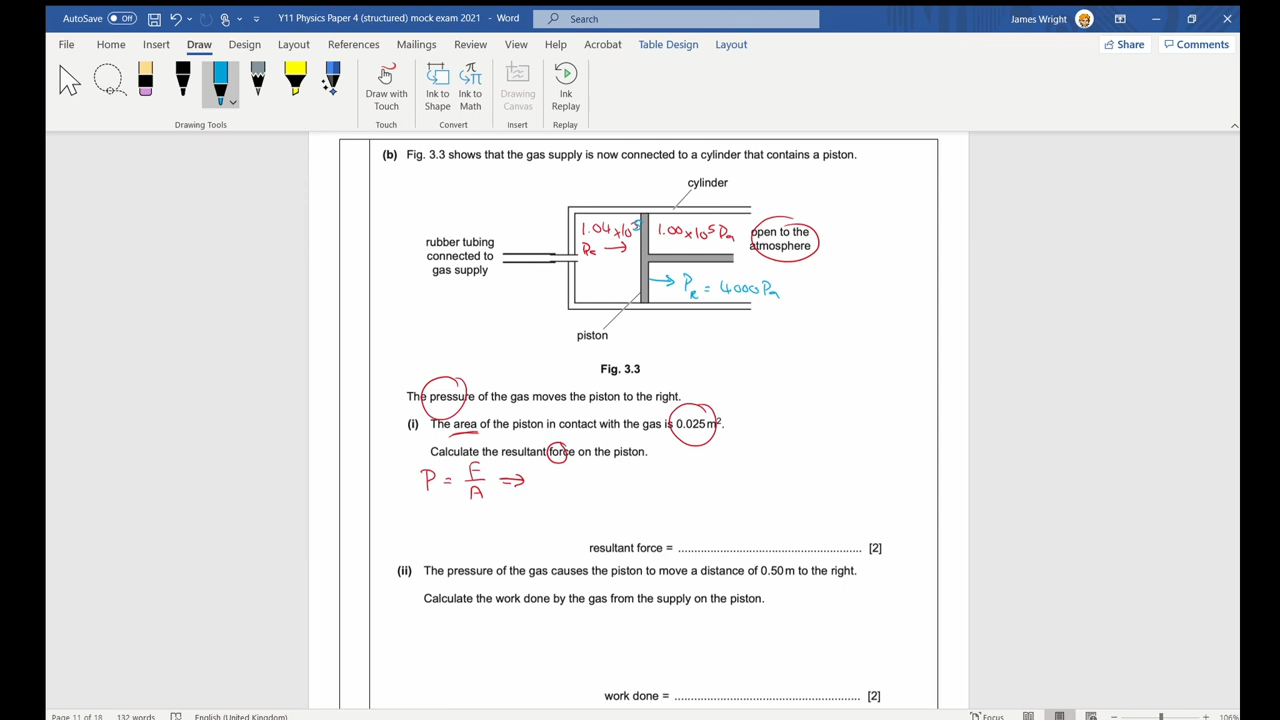 AutoSave Off Y11 Physics Paper 4 (structured) mock exam 2021 - Word Search James Wright
File Home Insert Draw Design Layout References Mailings Review View Help Acrobat Table Design Layout Share Comments
Draw with Touch Ink to Shape Ink to Math Drawing Canvas Ink Replay
Drawing Tools Touch Convert Insert Replay
(b) Fig. 3.3 shows that the gas supply is now connected to a cylinder that contains a piston.
cylinder
rubber tubing
connected to
gas supply
1.04×10⁵
Pa →
1.00×10⁵ Pa
open to the
atmosphere
→ P_R = 4000 Pa
piston
Fig. 3.3
The pressure of the gas moves the piston to the right.
(i) The area of the piston in contact with the gas is 0.025 m².
Calculate the resultant force on the piston.
P = F/A ⇒
resultant force = ........................................................ [2]
(ii) The pressure of the gas causes the piston to move a distance of 0.50 m to the right.
Calculate the work done by the gas from the supply on the piston.
work done = ......................................................... [2]
Page 11 of 18 132 words English (United Kingdom) Focus 106%